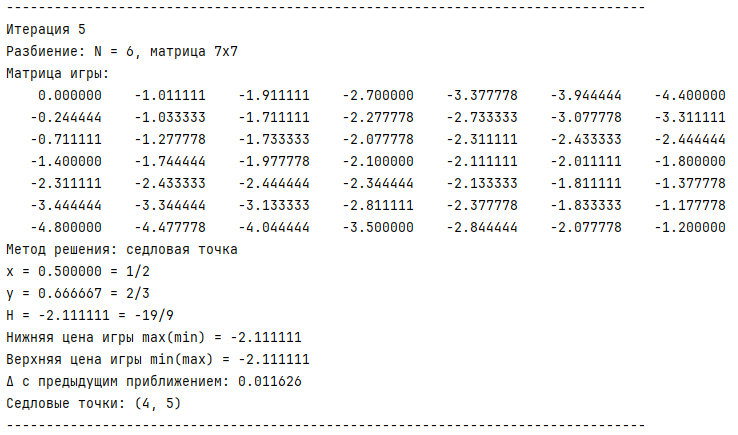 --------------------------------------------------------------------------------
Итерация 5
Разбиение: N = 6, матрица 7x7
Матрица игры:
0.000000 -1.011111 -1.911111 -2.700000 -3.377778 -3.944444 -4.400000
-0.244444 -1.033333 -1.711111 -2.277778 -2.733333 -3.077778 -3.311111
-0.711111 -1.277778 -1.733333 -2.077778 -2.311111 -2.433333 -2.444444
-1.400000 -1.744444 -1.977778 -2.100000 -2.111111 -2.011111 -1.800000
-2.311111 -2.433333 -2.444444 -2.344444 -2.133333 -1.811111 -1.377778
-3.444444 -3.344444 -3.133333 -2.811111 -2.377778 -1.833333 -1.177778
-4.800000 -4.477778 -4.044444 -3.500000 -2.844444 -2.077778 -1.200000
Метод решения: седловая точка
x = 0.500000 = 1/2
y = 0.666667 = 2/3
H = -2.111111 = -19/9
Нижняя цена игры max(min) = -2.111111
Верхняя цена игры min(max) = -2.111111
Δ с предыдущим приближением: 0.011626
Седловые точки: (4, 5)
--------------------------------------------------------------------------------